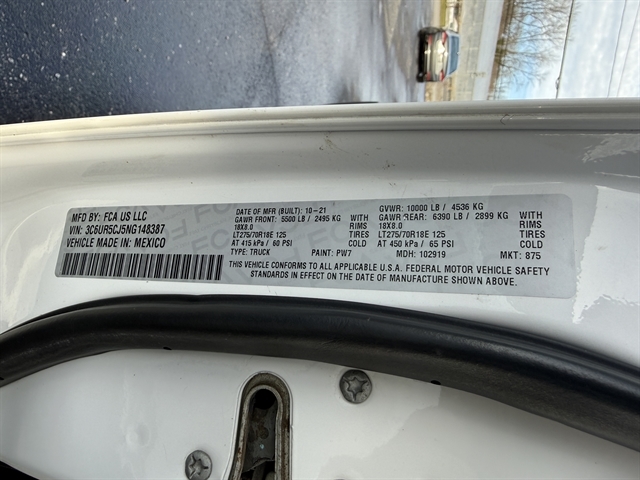 MFD BY: FCA US LLC
VIN: 3C6UR5CJ5NG148387
VEHICLE MADE IN: MEXICO
DATE OF MFR (BUILT): 10-21
GAWR FRONT: 5500 LB / 2495 KG
18X8.0 RIMS
LT275/70R18E 125 TIRES
AT 415 kPa / 60 PSI COLD
TYPE: TRUCK PAINT: PW7
GVWR: 10000 LB / 4536 KG
GAWR REAR: 6390 LB / 2899 KG
18X8.0 RIMS
LT275/70R18E 125 TIRES
AT 450 kPa / 65 PSI COLD
MDH: 102919 MKT: 875
THIS VEHICLE CONFORMS TO ALL APPLICABLE U.S.A. FEDERAL MOTOR VEHICLE SAFETY
STANDARDS IN EFFECT ON THE DATE OF MANUFACTURE SHOWN ABOVE.